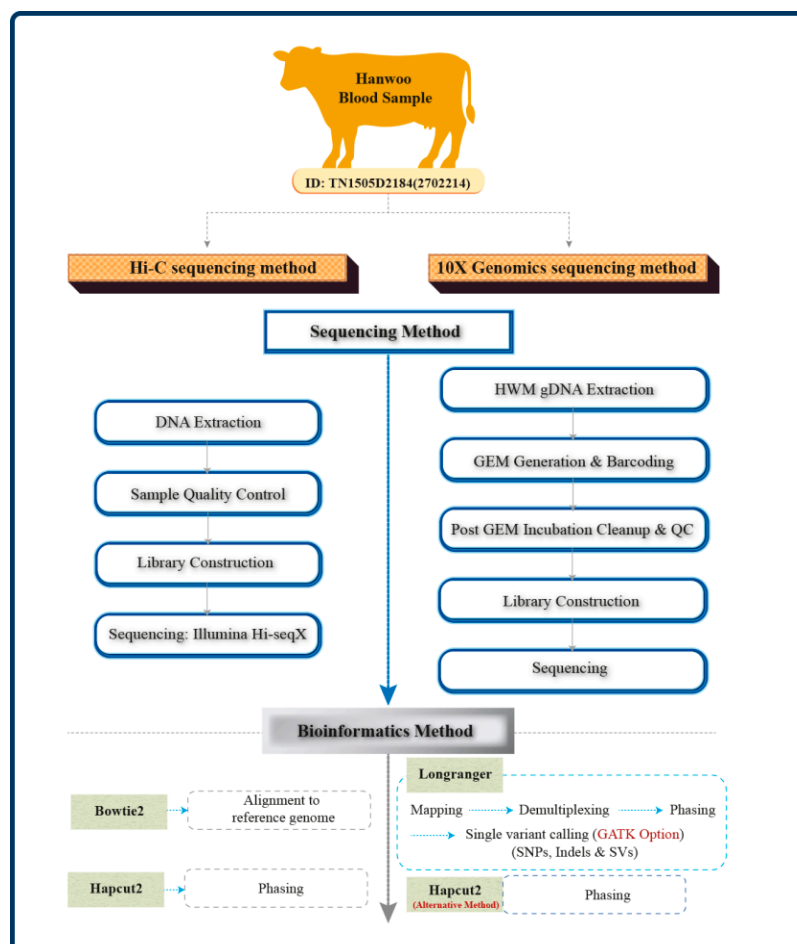 Hanwoo
Blood Sample
ID: TN1505D2184(2702214)
Hi-C sequencing method
10X Genomics sequencing method
Sequencing Method
DNA Extraction
Sample Quality Control
Library Construction
Sequencing: Illumina Hi-seqX
HWM gDNA Extraction
GEM Generation & Barcoding
Post GEM Incubation Cleanup & QC
Library Construction
Sequencing
Bioinformatics Method
Bowtie2
Alignment to
reference genome
Hapcut2
Phasing
Longranger
Mapping
Demultiplexing
Phasing
Single variant calling (GATK Option)
(SNPs, Indels & SVs)
Hapcut2
(Alternative Method)
Phasing